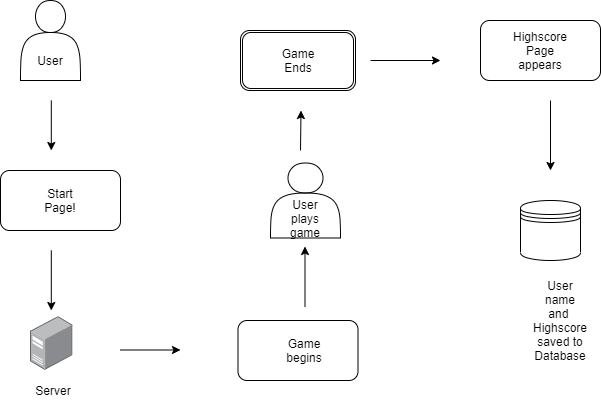 User
Start
Page!
Server
Game
begins
User
plays
game
Game
Ends
Highscore
Page
appears
User
name
and
Highscore
saved to
Database